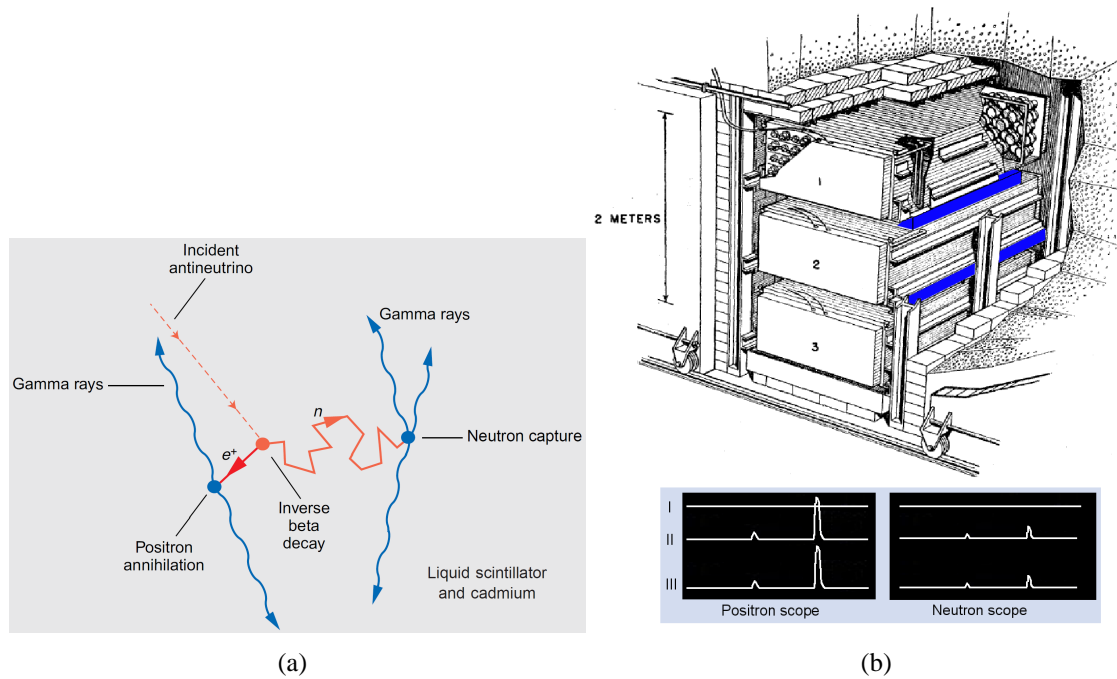 Incident
antineutrino
Gamma rays
Gamma rays
n
Neutron capture
e+
Inverse
beta
decay
Positron
annihilation
Liquid scintillator
and cadmium
(a)
2 METERS
1
2
3
I
II
III
Positron scope
Neutron scope
(b)